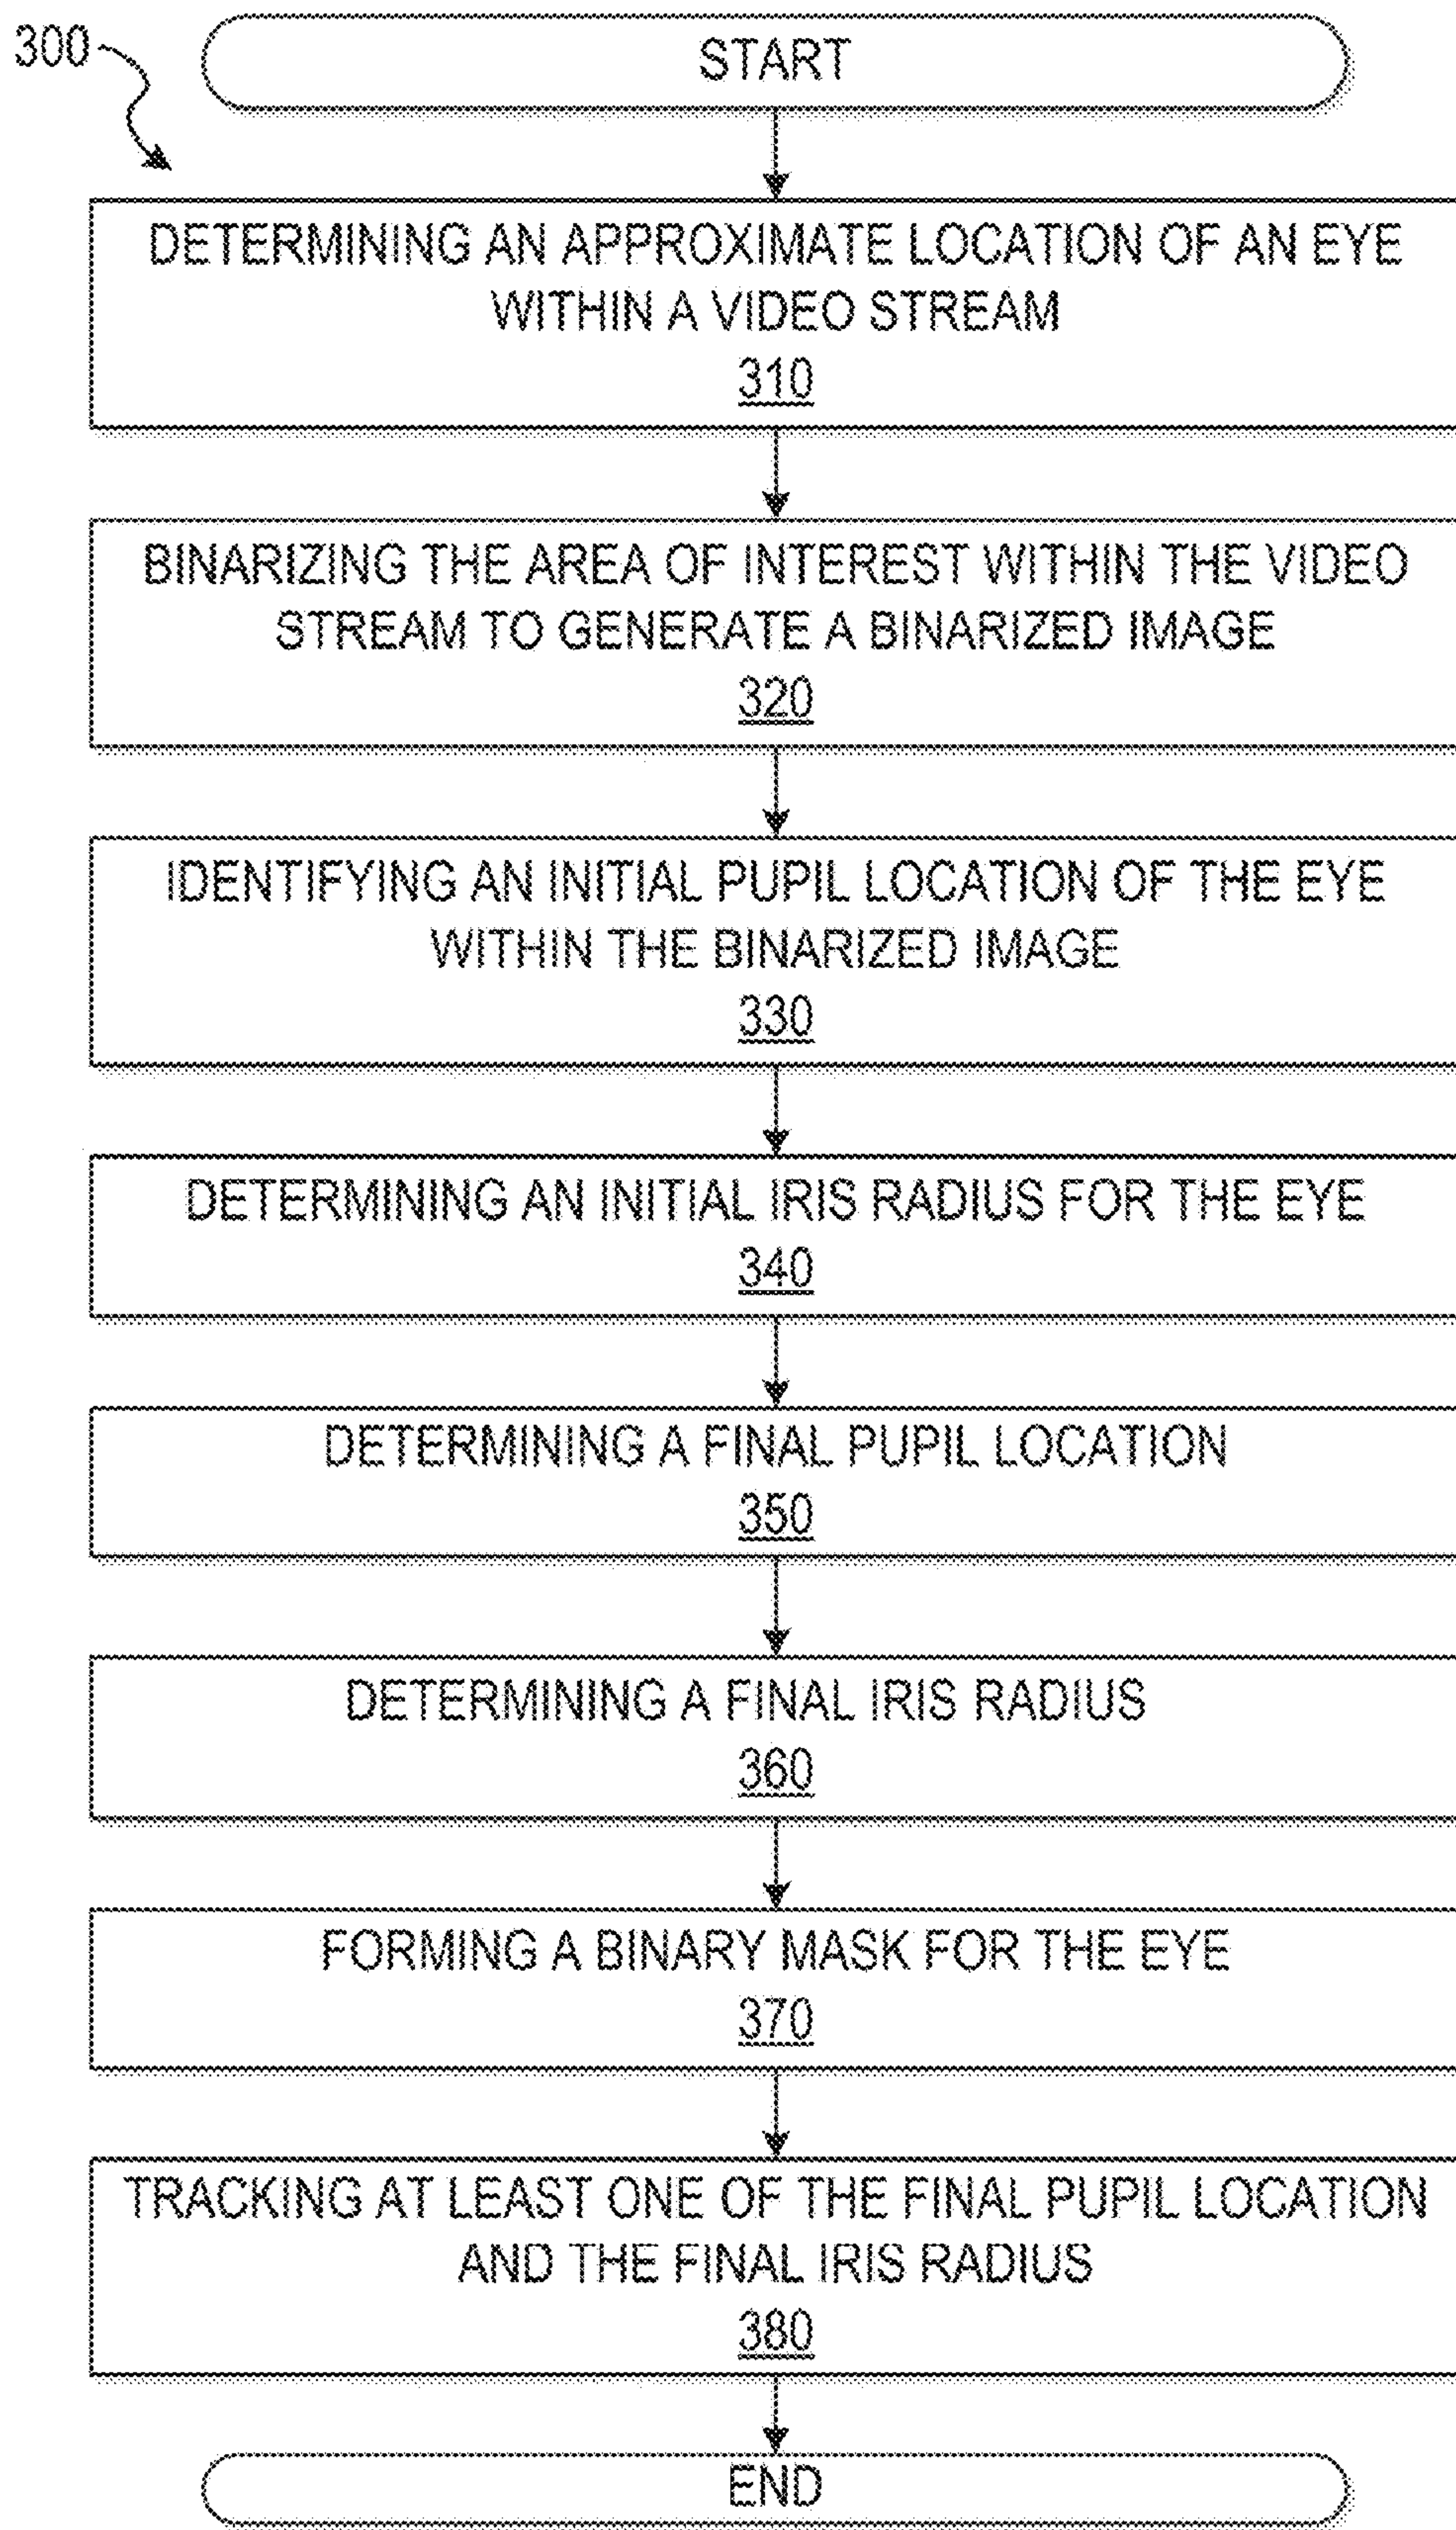 300
START
DETERMINING AN APPROXIMATE LOCATION OF AN EYE
WITHIN A VIDEO STREAM
310
BINARIZING THE AREA OF INTEREST WITHIN THE VIDEO
STREAM TO GENERATE A BINARIZED IMAGE
320
IDENTIFYING AN INITIAL PUPIL LOCATION OF THE EYE
WITHIN THE BINARIZED IMAGE
330
DETERMINING AN INITIAL IRIS RADIUS FOR THE EYE
340
DETERMINING A FINAL PUPIL LOCATION
350
DETERMINING A FINAL IRIS RADIUS
360
FORMING A BINARY MASK FOR THE EYE
370
TRACKING AT LEAST ONE OF THE FINAL PUPIL LOCATION
AND THE FINAL IRIS RADIUS
380
END